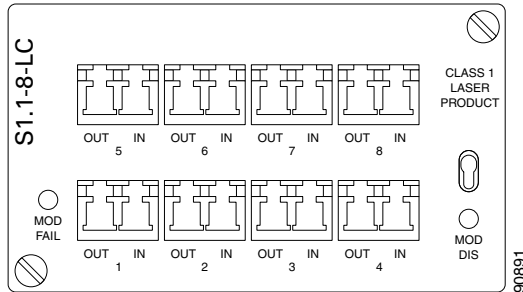 S1.1-8-LC
CLASS 1
LASER
PRODUCT
OUT IN OUT IN OUT IN OUT IN
5 6 7 8
MOD
FAIL
MOD
DIS
OUT IN OUT IN OUT IN OUT IN
1 2 3 4
90891